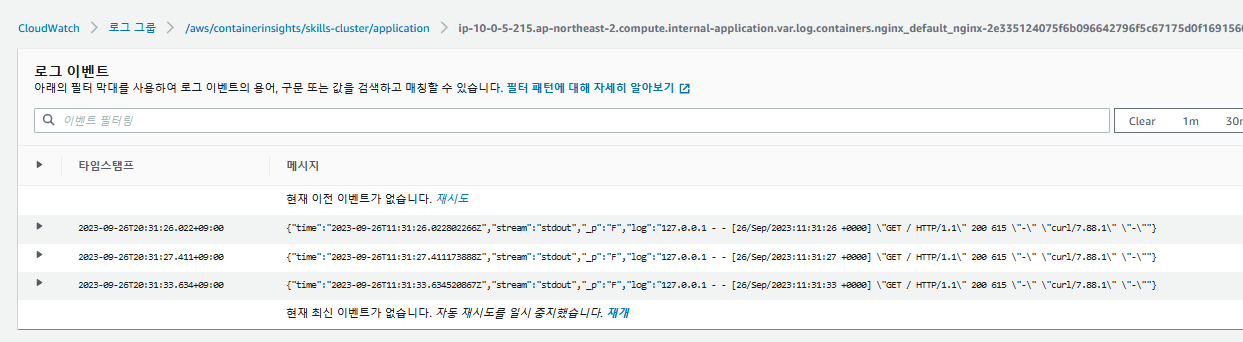 CloudWatch > 로그 그룹 > /aws/containerinsights/skills-cluster/application > ip-10-0-5-215.ap-northeast-2.compute.internal-application.var.log.containers.nginx_default_nginx-2e335124075f6b096642796f5c67175d0f169156
로그 이벤트
아래의 필터 막대를 사용하여 로그 이벤트의 용어, 구문 또는 값을 검색하고 매칭할 수 있습니다. 필터 패턴에 대해 자세히 알아보기
이벤트 필터링 Clear 1m 30m
타임스탬프 메시지
현재 이전 이벤트가 없습니다. 재시도
2023-09-26T20:31:26.022+09:00 {"time":"2023-09-26T11:31:26.022802266Z","stream":"stdout","_p":"F","log":"127.0.0.1 - - [26/Sep/2023:11:31:26 +0000] \"GET / HTTP/1.1\" 200 615 \"-\" \"curl/7.88.1\" \"-\""}
2023-09-26T20:31:27.411+09:00 {"time":"2023-09-26T11:31:27.411173888Z","stream":"stdout","_p":"F","log":"127.0.0.1 - - [26/Sep/2023:11:31:27 +0000] \"GET / HTTP/1.1\" 200 615 \"-\" \"curl/7.88.1\" \"-\""}
2023-09-26T20:31:33.634+09:00 {"time":"2023-09-26T11:31:33.634520867Z","stream":"stdout","_p":"F","log":"127.0.0.1 - - [26/Sep/2023:11:31:33 +0000] \"GET / HTTP/1.1\" 200 615 \"-\" \"curl/7.88.1\" \"-\""}
현재 최신 이벤트가 없습니다. 자동 재시도를 일시 중지했습니다. 재개